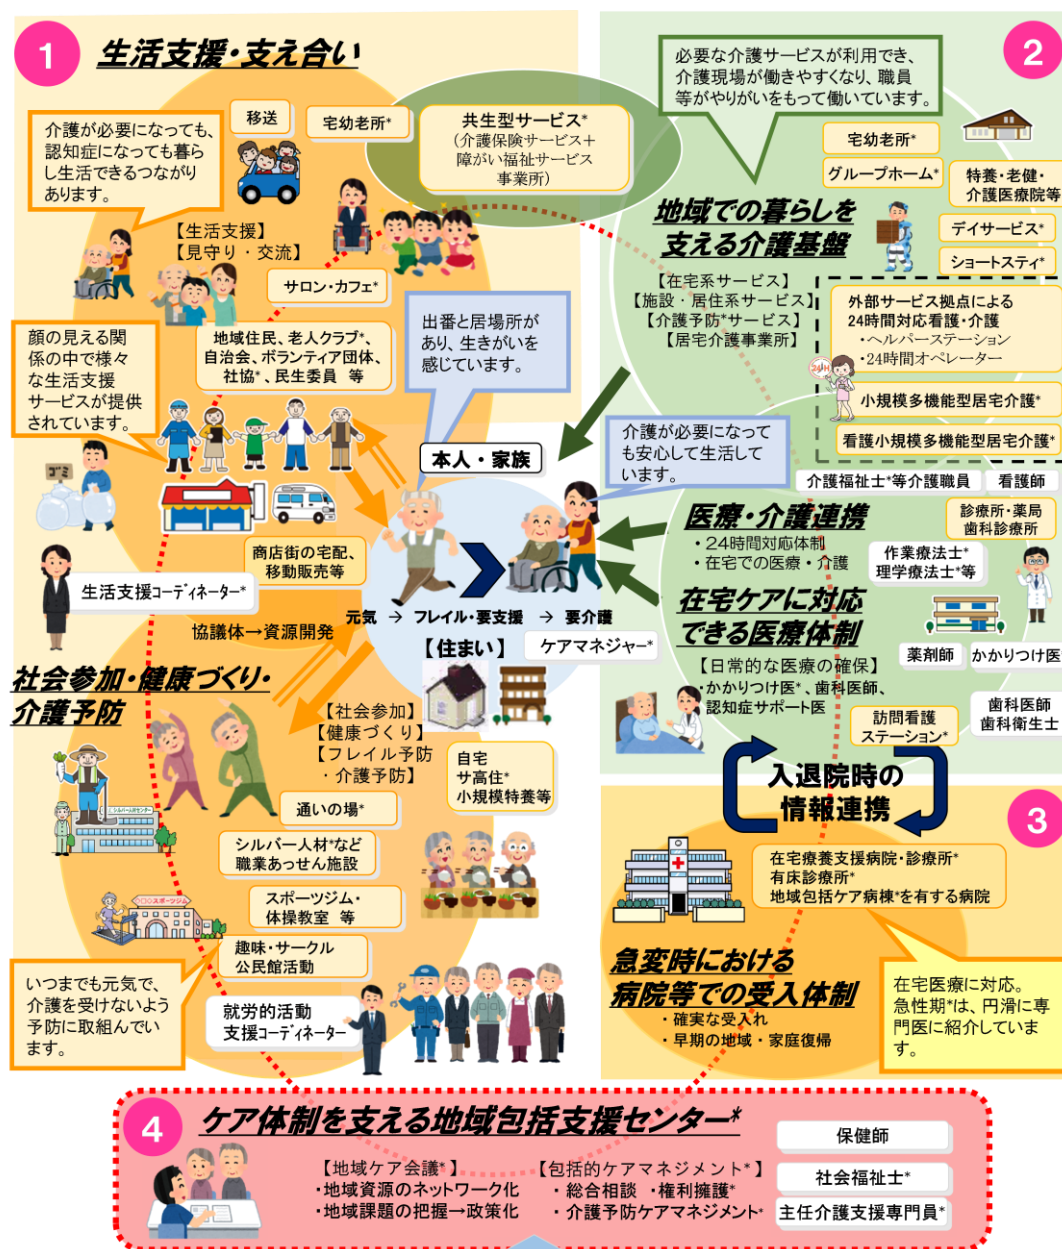 1
生活支援・支え合い
介護が必要になっても、
認知症になっても暮ら
し生活できるつながり
あります。
移送
宅幼老所*
共生型サービス*
(介護保険サービス+
障がい福祉サービス
事業所)
【生活支援】
【見守り・交流】
サロン・カフェ*
顔の見える関
係の中で様々
な生活支援
サービスが提供
されています。
地域住民、老人クラブ*、
自治会、ボランティア団体、
社協*、民生委員 等
出番と居場所が
あり、生きがいを
感じています。
ゴミ
商店街の宅配、
移動販売等
生活支援コーディネーター*
協議体→資源開発
本人・家族
介護が必要になって
も安心して生活して
います。
元気 → フレイル・要支援 → 要介護
【住まい】
ケアマネジャー*
自宅
サ高住*
小規模特養等
社会参加・健康づくり・
介護予防
【社会参加】
【健康づくり】
【フレイル予防
・介護予防】
通いの場*
シルバー人材センター
シルバー人材*など
職業あっせん施設
〇〇スポーツジム
スポーツジム・
体操教室 等
趣味・サークル
公民館活動
いつまでも元気で、
介護を受けないよう
予防に取組んでい
ます。
就労的活動
支援コーディネーター
2
必要な介護サービスが利用でき、
介護現場が働きやすくなり、職員
等がやりがいをもって働いています。
宅幼老所*
グループホーム*
特養・老健・
介護医療院等
デイサービス*
ショートスティ*
地域での暮らしを
支える介護基盤
【在宅系サービス】
【施設・居住系サービス】
【介護予防*サービス】
【居宅介護事業所】
外部サービス拠点による
24時間対応看護・介護
・ヘルパーステーション
・24時間オペレーター
24H
小規模多機能型居宅介護*
看護小規模多機能型居宅介護*
介護福祉士*等介護職員
看護師
医療・介護連携
・24時間対応体制
・在宅での医療・介護
診療所・薬局
歯科診療所
作業療法士*
理学療法士*等
在宅ケアに対応
できる医療体制
【日常的な医療の確保】
・かかりつけ医*、歯科医師、
認知症サポート医
薬剤師
かかりつけ医*
歯科医師
歯科衛生士
訪問看護
ステーション*
入退院時の
情報連携
3
在宅療養支援病院・診療所*
有床診療所*
地域包括ケア病棟*を有する病院
急変時における
病院等での受入体制
・確実な受入れ
・早期の地域・家庭復帰
在宅医療に対応。
急性期*は、円滑に専
門医に紹介していま
す。
4
ケア体制を支える地域包括支援センター*
【地域ケア会議*】
・地域資源のネットワーク化
・地域課題の把握→政策化
【包括的ケアマネジメント*】
・総合相談 ・権利擁護*
・介護予防ケアマネジメント*
保健師
社会福祉士*
主任介護支援専門員*